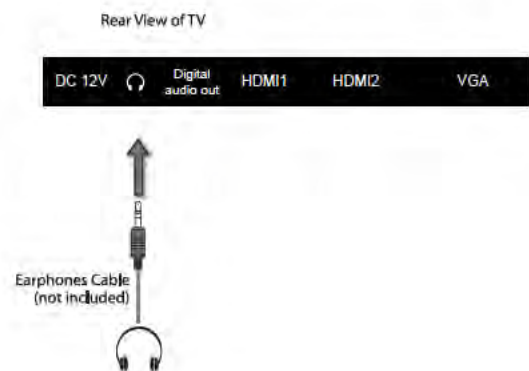 Rear View of TV
DC 12V
Digital
audio out
HDMI1
HDMI2
VGA
Earphones Cable
(not included)